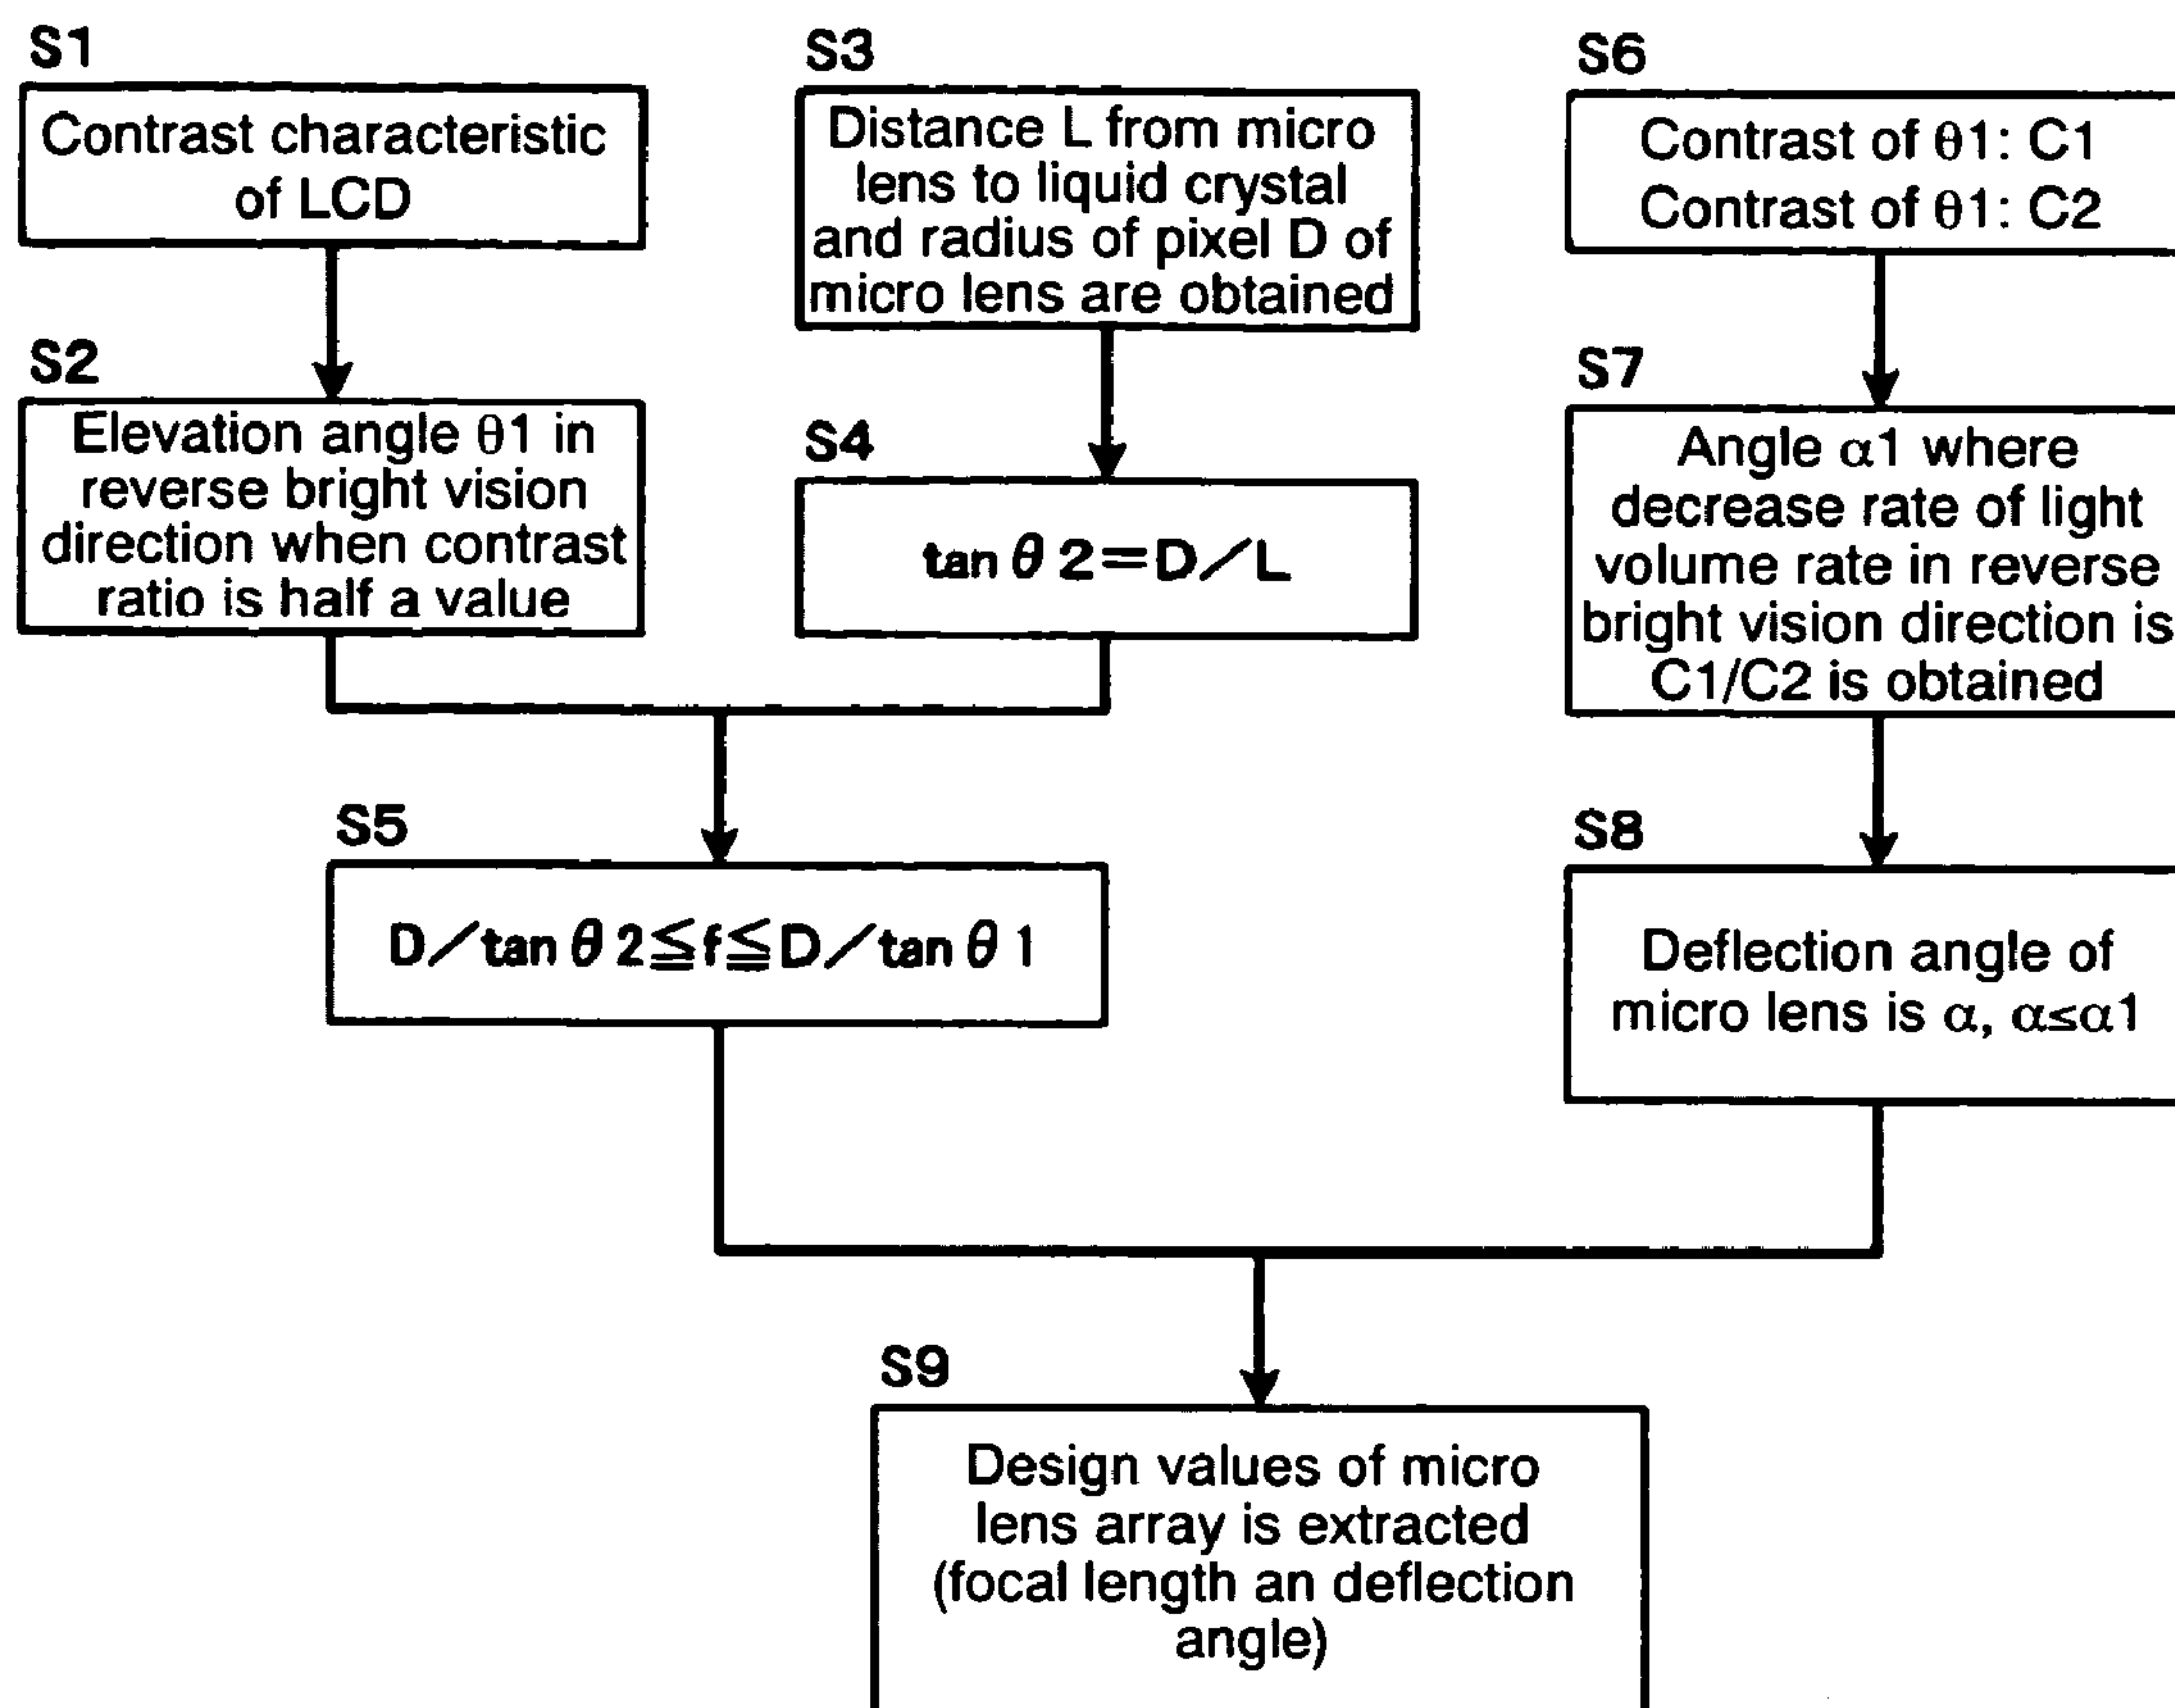 S1
Contrast characteristic
of LCD
S2
Elevation angle θ1 in
reverse bright vision
direction when contrast
ratio is half a value
S3
Distance L from micro
lens to liquid crystal
and radius of pixel D of
micro lens are obtained
S4
tan θ 2=D/L
S5
D/tan θ 2≦f≦D/tan θ 1
S6
Contrast of θ1: C1
Contrast of θ1: C2
S7
Angle α1 where
decrease rate of light
volume rate in reverse
bright vision direction is
C1/C2 is obtained
S8
Deflection angle of
micro lens is α, α≤α1
S9
Design values of micro
lens array is extracted
(focal length an deflection
angle)